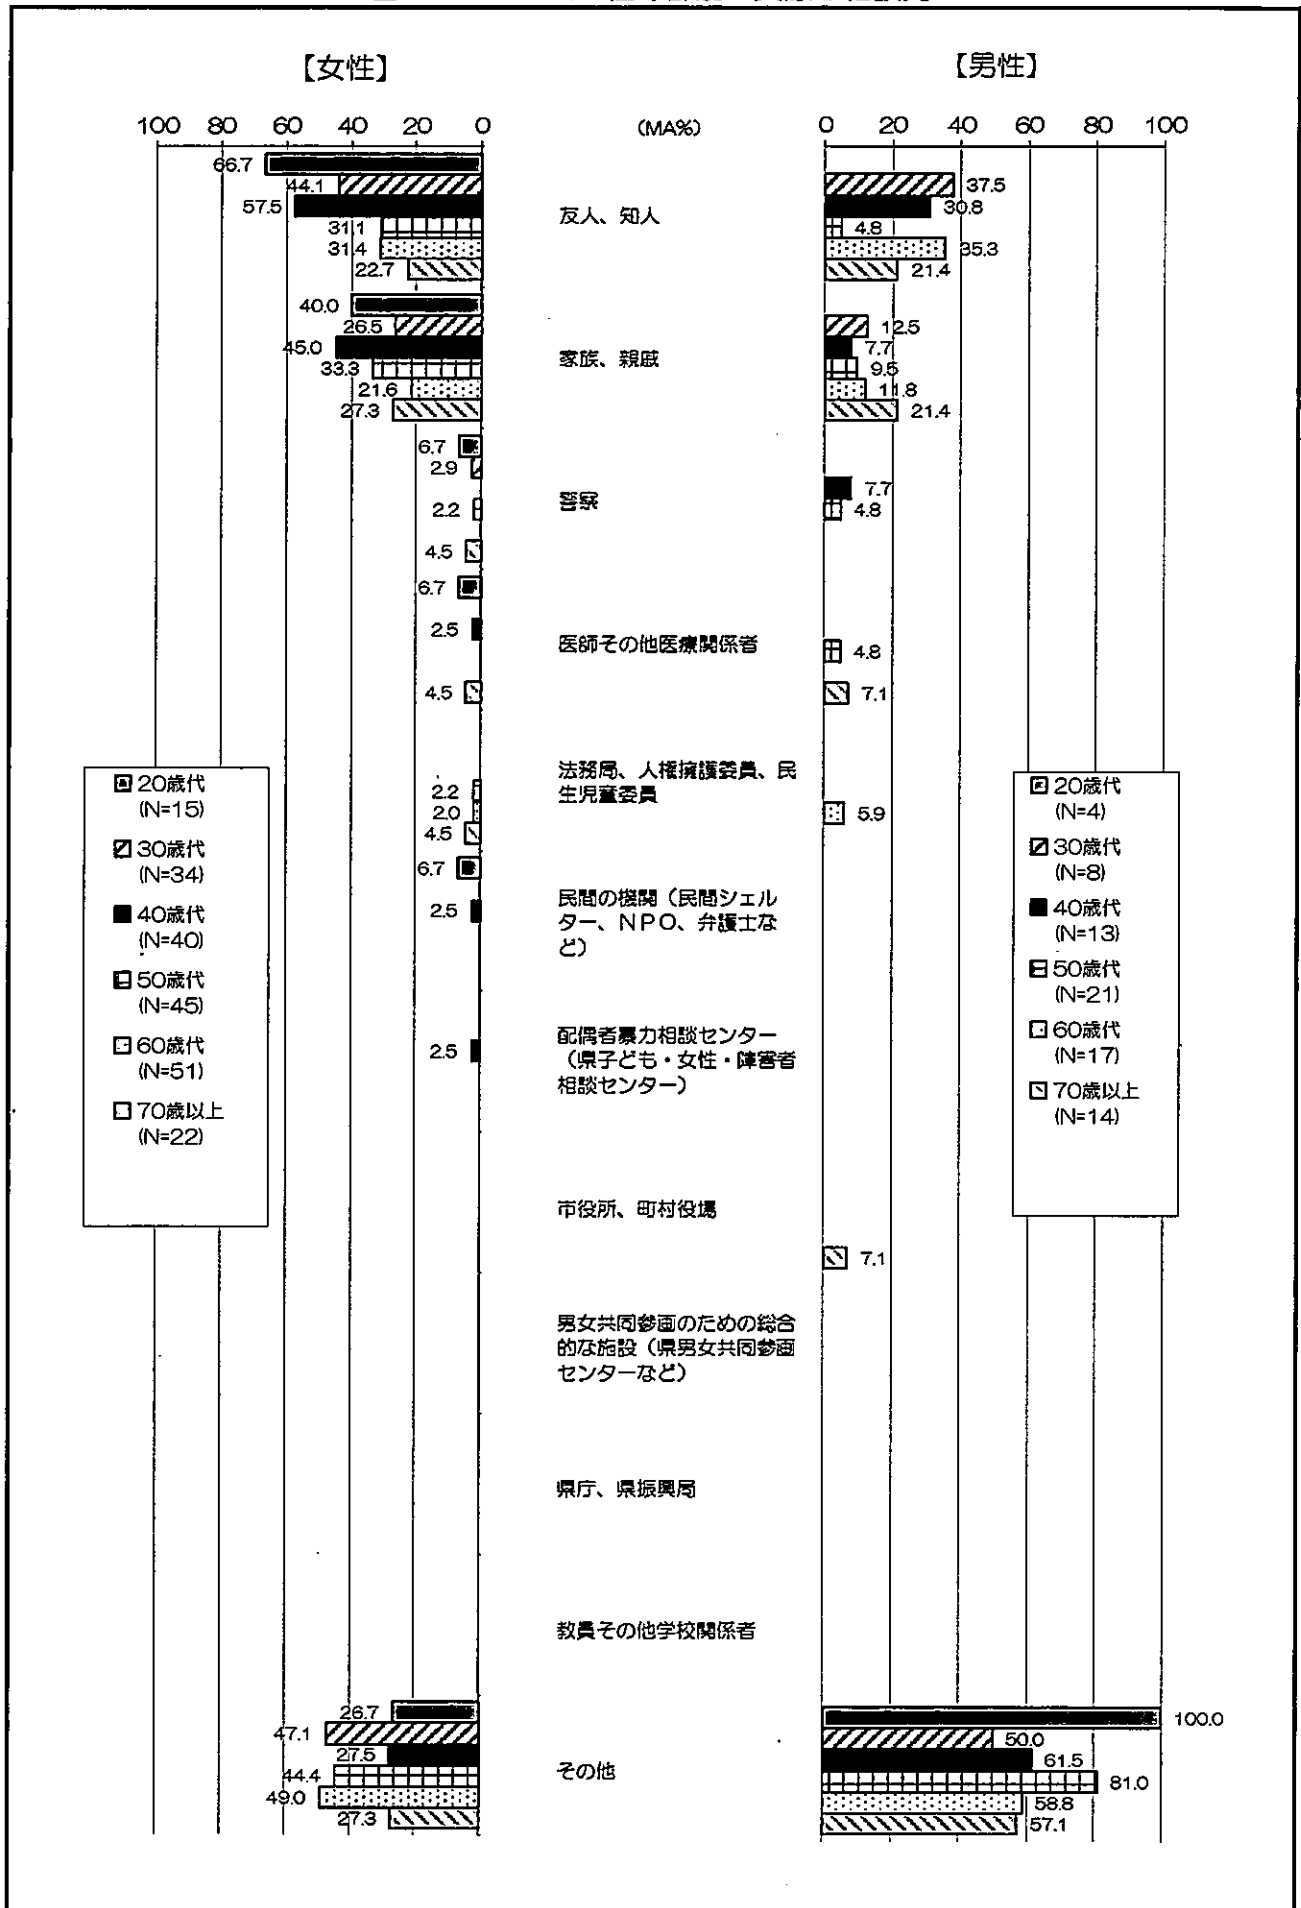 【女性】
【男性】
100 80 60 40 20 0
(MA%)
0 20 40 60 80 100
66.7
44.1
57.5
31.1
31.4
22.7
友人、知人
37.5
30.8
4.8
35.3
21.4
40.0
26.5
45.0
33.3
21.6
27.3
家族、親戚
12.5
7.7
9.5
11.8
21.4
6.7
2.9
2.2
4.5
警察
7.7
4.8
6.7
2.5
4.5
医師その他医療関係者
4.8
7.1
2.2
2.0
4.5
法務局、人権擁護委員、民
生児童委員
5.9
6.7
2.5
民間の機関（民間シェル
ター、NPO、弁護士な
ど）
2.5
配偶者暴力相談センター
（県子ども・女性・障害者
相談センター）
市役所、町村役場
7.1
男女共同参画のための総合
的な施設（県男女共同参画
センターなど）
県庁、県振興局
教員その他学校関係者
26.7
47.1
27.5
44.4
49.0
27.3
その他
100.0
50.0
61.5
81.0
58.8
57.1
20歳代
(N=15)
30歳代
(N=34)
40歳代
(N=40)
50歳代
(N=45)
60歳代
(N=51)
70歳以上
(N=22)
20歳代
(N=4)
30歳代
(N=8)
40歳代
(N=13)
50歳代
(N=21)
60歳代
(N=17)
70歳以上
(N=14)